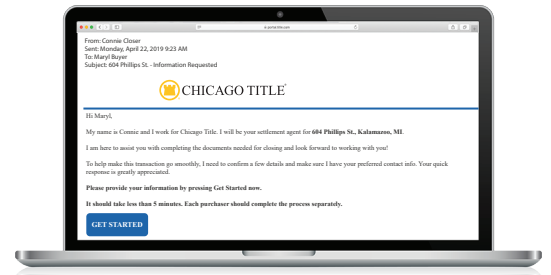 From: Connie Closer
Sent: Monday, April 22, 2019 9:23 AM
To: Maryl Buyer
Subject: 604 Phillips St. - Information Requested
CHICAGO TITLE
Hi Maryl,
My name is Connie and I work for Chicago Title. I will be your settlement agent for 604 Phillips St., Kalamazoo, MI.
I am here to assist you with completing the documents needed for closing and look forward to working with you!
To help make this transaction go smoothly, I need to confirm a few details and make sure I have your preferred contact info. Your quick
response is greatly appreciated.
Please provide your information by pressing Get Started now.
It should take less than 5 minutes. Each purchaser should complete the process separately.
GET STARTED